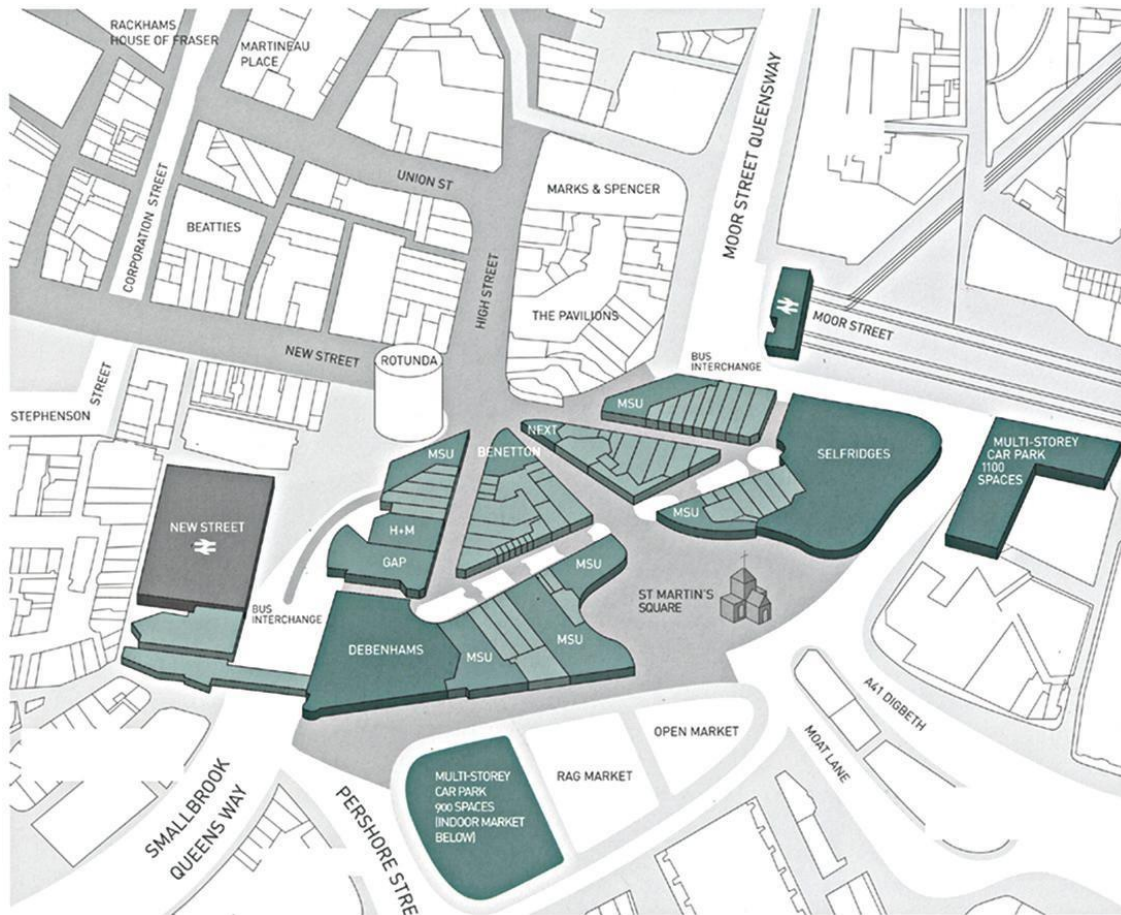 RACKHAMS
HOUSE OF FRASER
MARTINEAU
PLACE
CORPORATION STREET
UNION ST
BEATTIES
MARKS & SPENCER
MOOR STREET QUEENSWAY
HIGH STREET
THE PAVILIONS
MOOR STREET
NEW STREET
ROTUNDA
BUS
INTERCHANGE
STREET
STEPHENSON
MSU
NEXT
BENETTON
MSU
SELFRIDGES
MULTI-STOREY
CAR PARK
1100
SPACES
NEW STREET
H+M
GAP
MSU
MSU
BUS
INTERCHANGE
ST MARTIN'S
SQUARE
DEBENHAMS
MSU
MSU
A41 DIGBETH
MOAT LANE
OPEN MARKET
RAG MARKET
MULTI-STOREY
CAR PARK
900 SPACES
(INDOOR MARKET
BELOW)
SMALLBROOK
QUEENS WAY
PERSHORE STRE